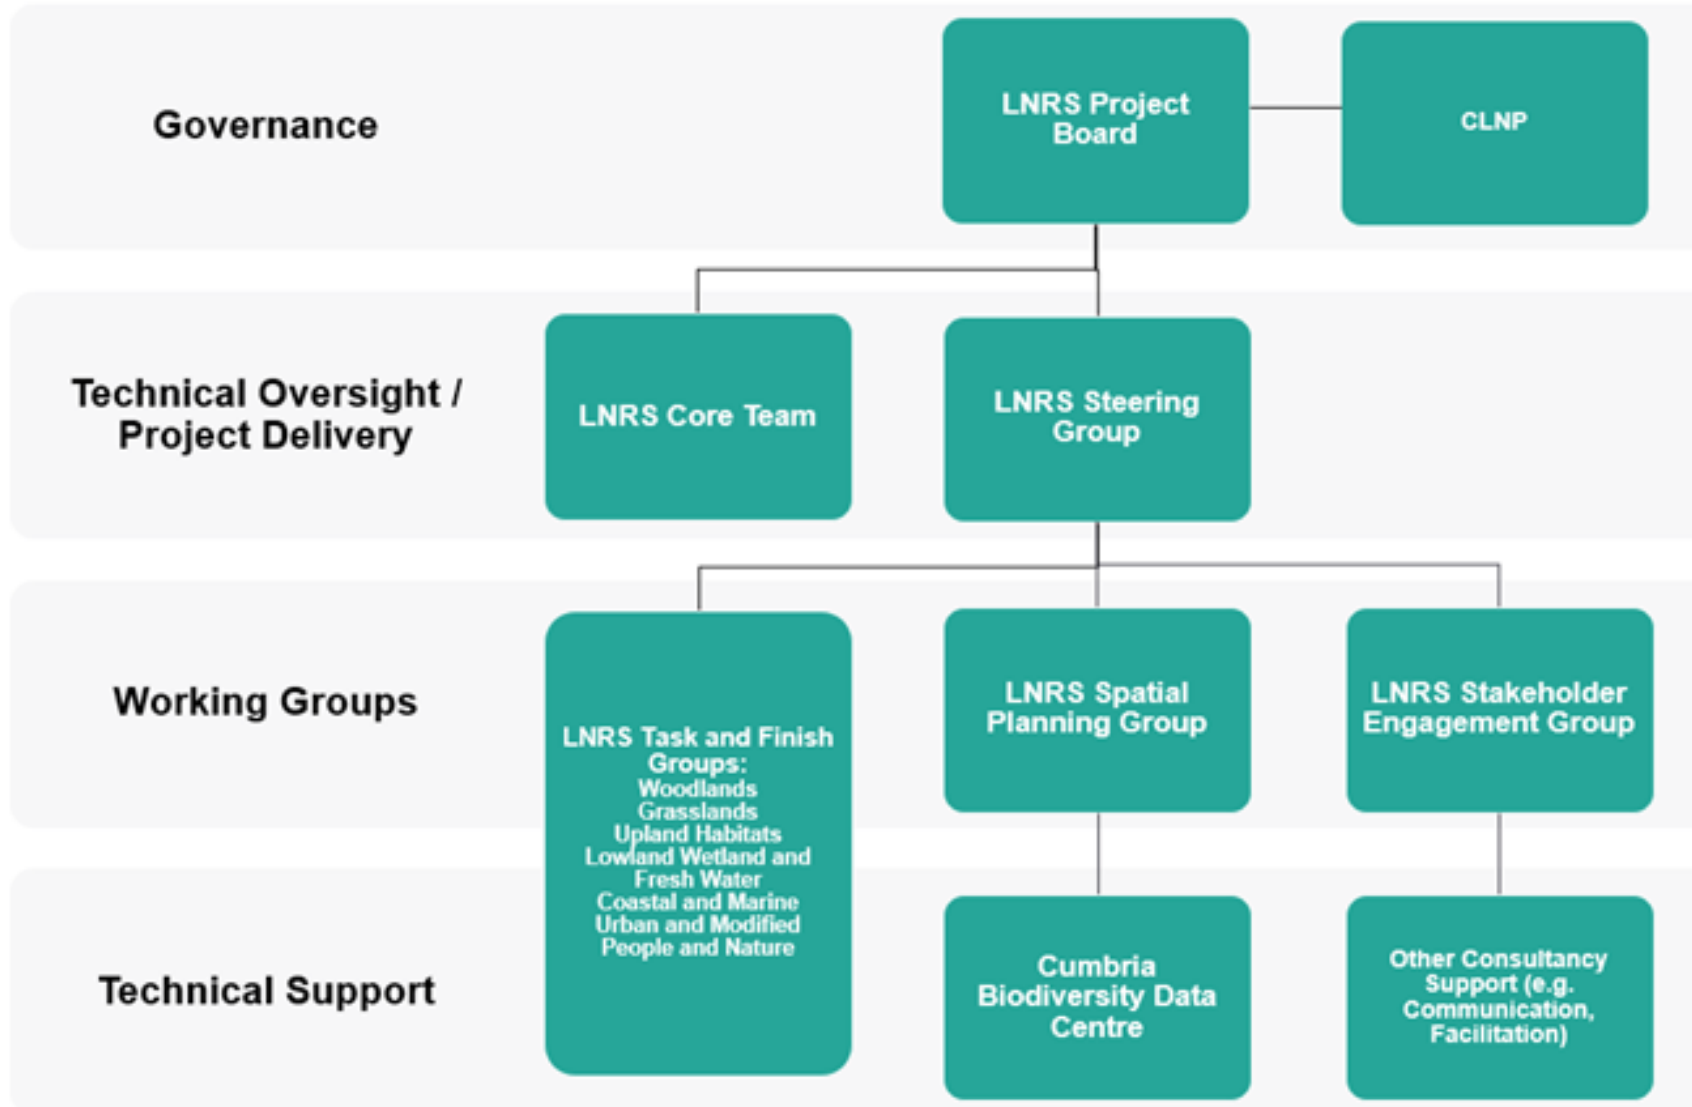 Governance
LNRS Project
Board
CLNP
Technical Oversight /
Project Delivery
LNRS Core Team
LNRS Steering
Group
Working Groups
LNRS Task and Finish
Groups:
Woodlands
Grasslands
Upland Habitats
Lowland Wetland and
Fresh Water
Coastal and Marine
Urban and Modified
People and Nature
LNRS Spatial
Planning Group
LNRS Stakeholder
Engagement Group
Technical Support
Cumbria
Biodiversity Data
Centre
Other Consultancy
Support (e.g.
Communication,
Facilitation)